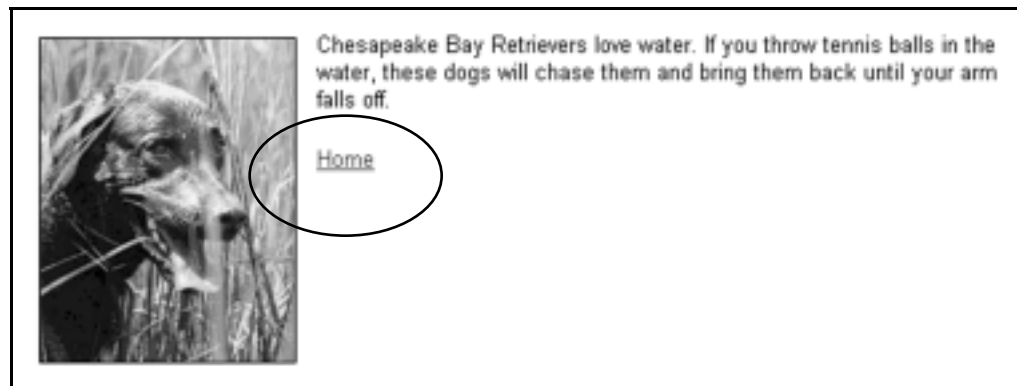 Chesapeake Bay Retrievers love water. If you throw tennis balls in the
water, these dogs will chase them and bring them back until your arm
falls off.
Home